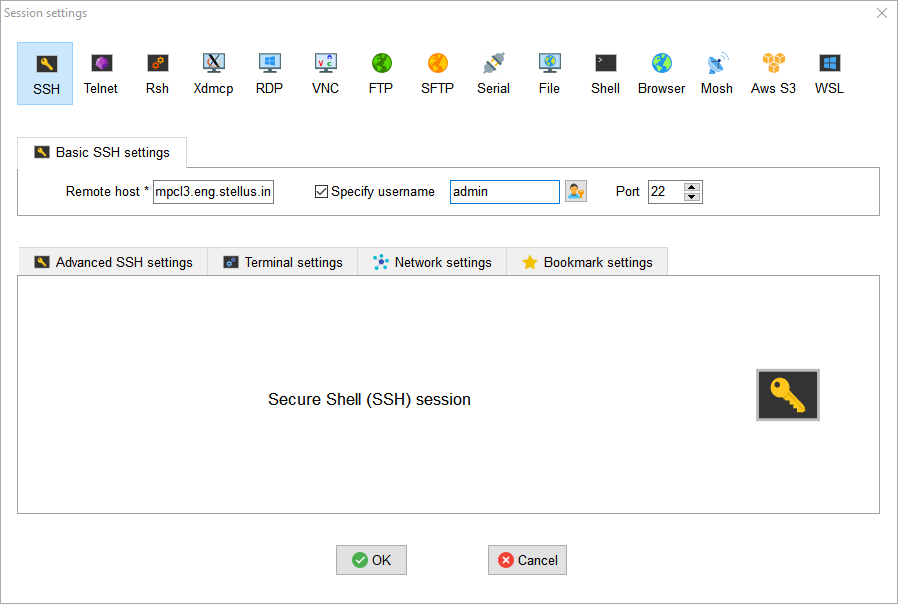 Session settings
SSH Telnet Rsh Xdmcp RDP VNC FTP SFTP Serial File Shell Browser Mosh Aws S3 WSL
Basic SSH settings
Remote host * mpcl3.eng.stellus.in Specify username admin Port 22
Advanced SSH settings Terminal settings Network settings Bookmark settings
Secure Shell (SSH) session
OK Cancel